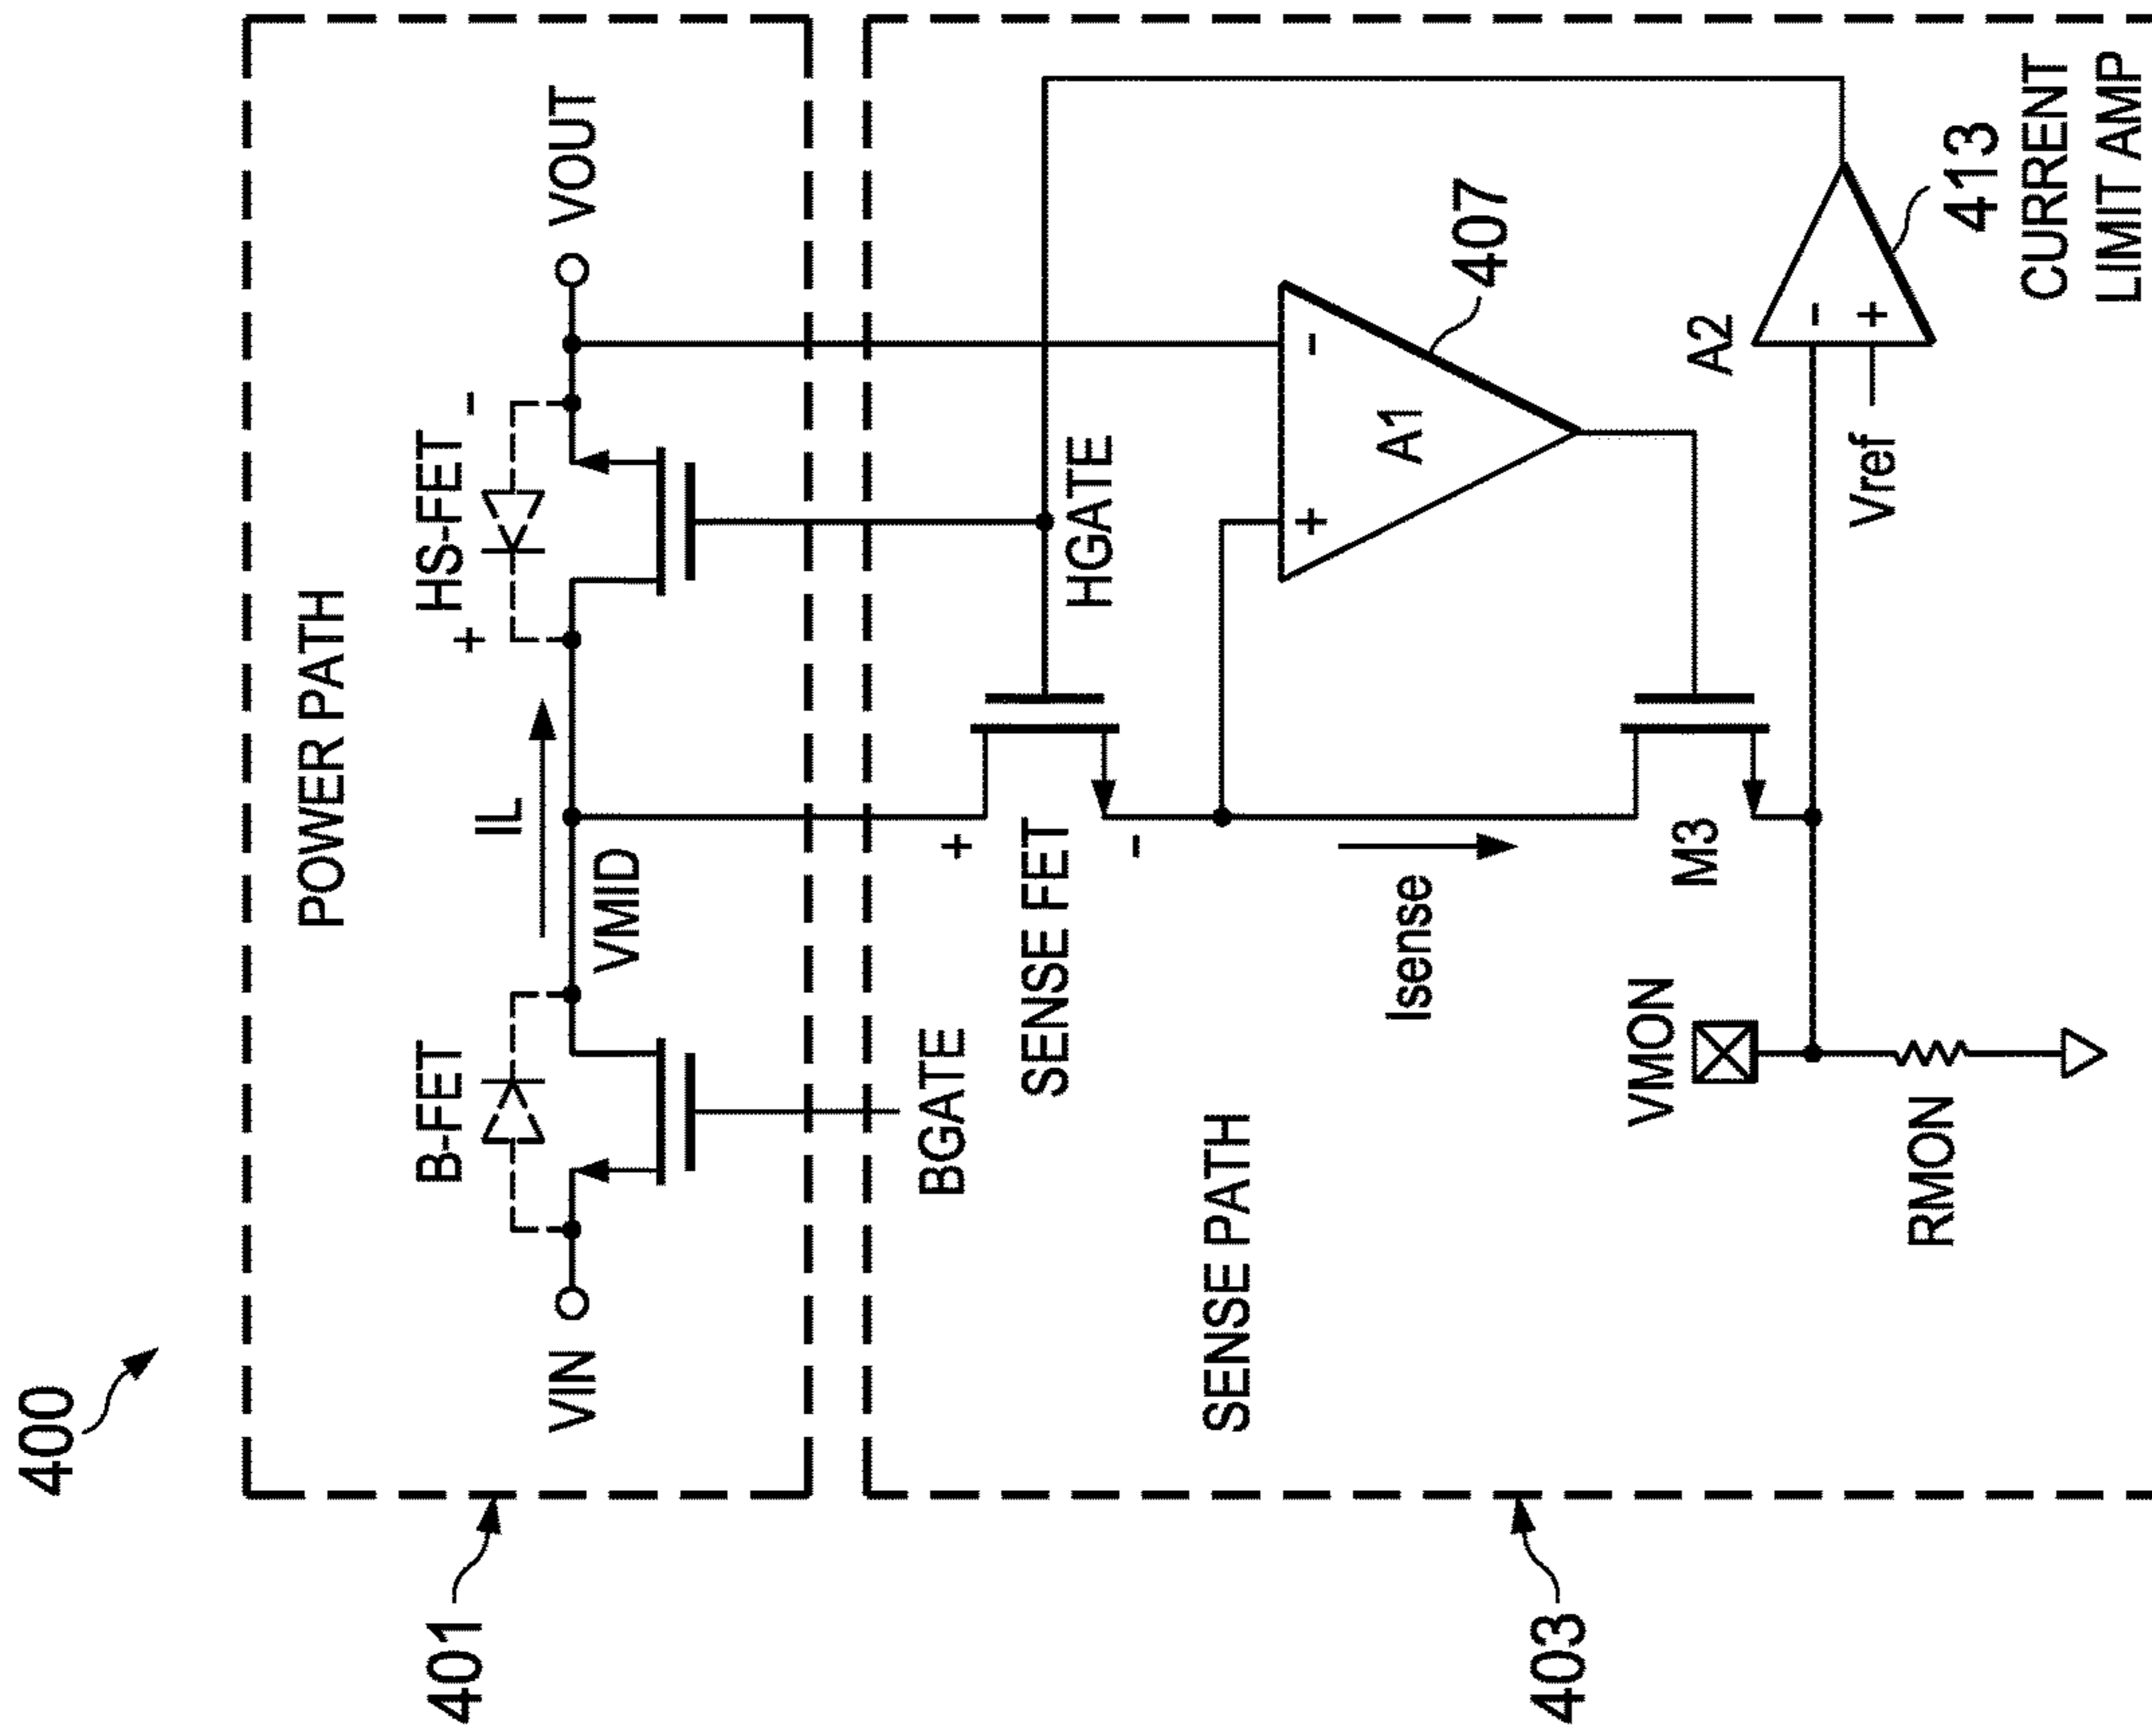 400
401
POWER PATH
B-FET
IL
HS-FET
+
-
VIN
VMID
VOUT
403
BGATE
+
SENSE FET
-
HGATE
SENSE PATH
+
-
A1
407
Isense
VMON
M3
A2
-
+
Vref
RMON
413
CURRENT
LIMIT AMP